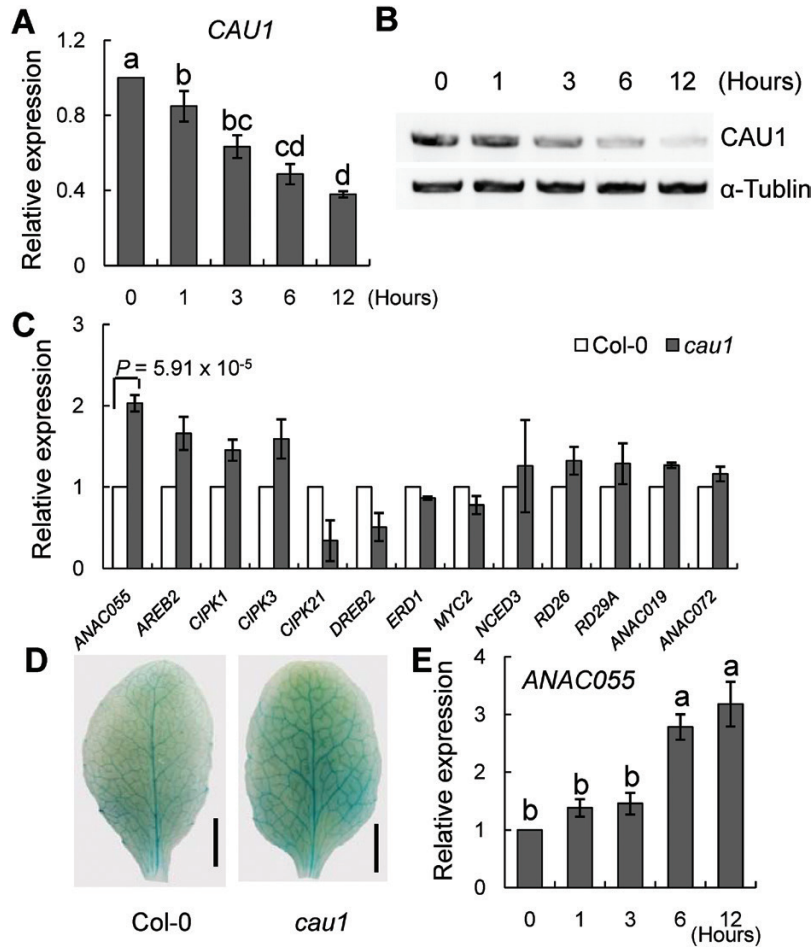 A
CAU1
Relative expression
1.2
0.8
0.4
0
a
b
bc
cd
d
0 1 3 6 12 (Hours)
B
0 1 3 6 12 (Hours)
CAU1
α-Tublin
C
Relative expression
3
2
1
0
P = 5.91 x 10-5
Col-0 cau1
ANAC055 AREB2 CIPK1 CIPK3 CIPK21 DREB2 ERD1 MYC2 NCED3 RD26 RD29A ANAC019 ANAC072
D
Col-0 cau1
E
ANAC055
Relative expression
4
3
2
1
0
b
b
b
a
a
0 1 3 6 12
(Hours)